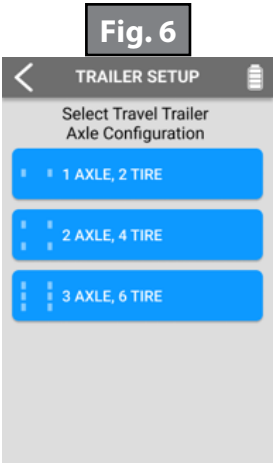 Fig. 6
TRAILER SETUP
Select Travel Trailer
Axle Configuration
1 AXLE, 2 TIRE
2 AXLE, 4 TIRE
3 AXLE, 6 TIRE